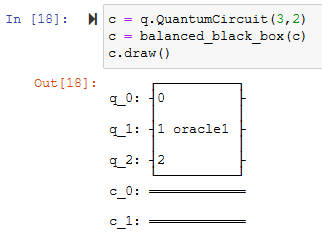 In [18]:
c = q.QuantumCircuit(3,2)
c = balanced_black_box(c)
c.draw()
Out[18]:
q_0: 0
q_1: 1 oracle1
q_2: 2
c_0:
c_1: